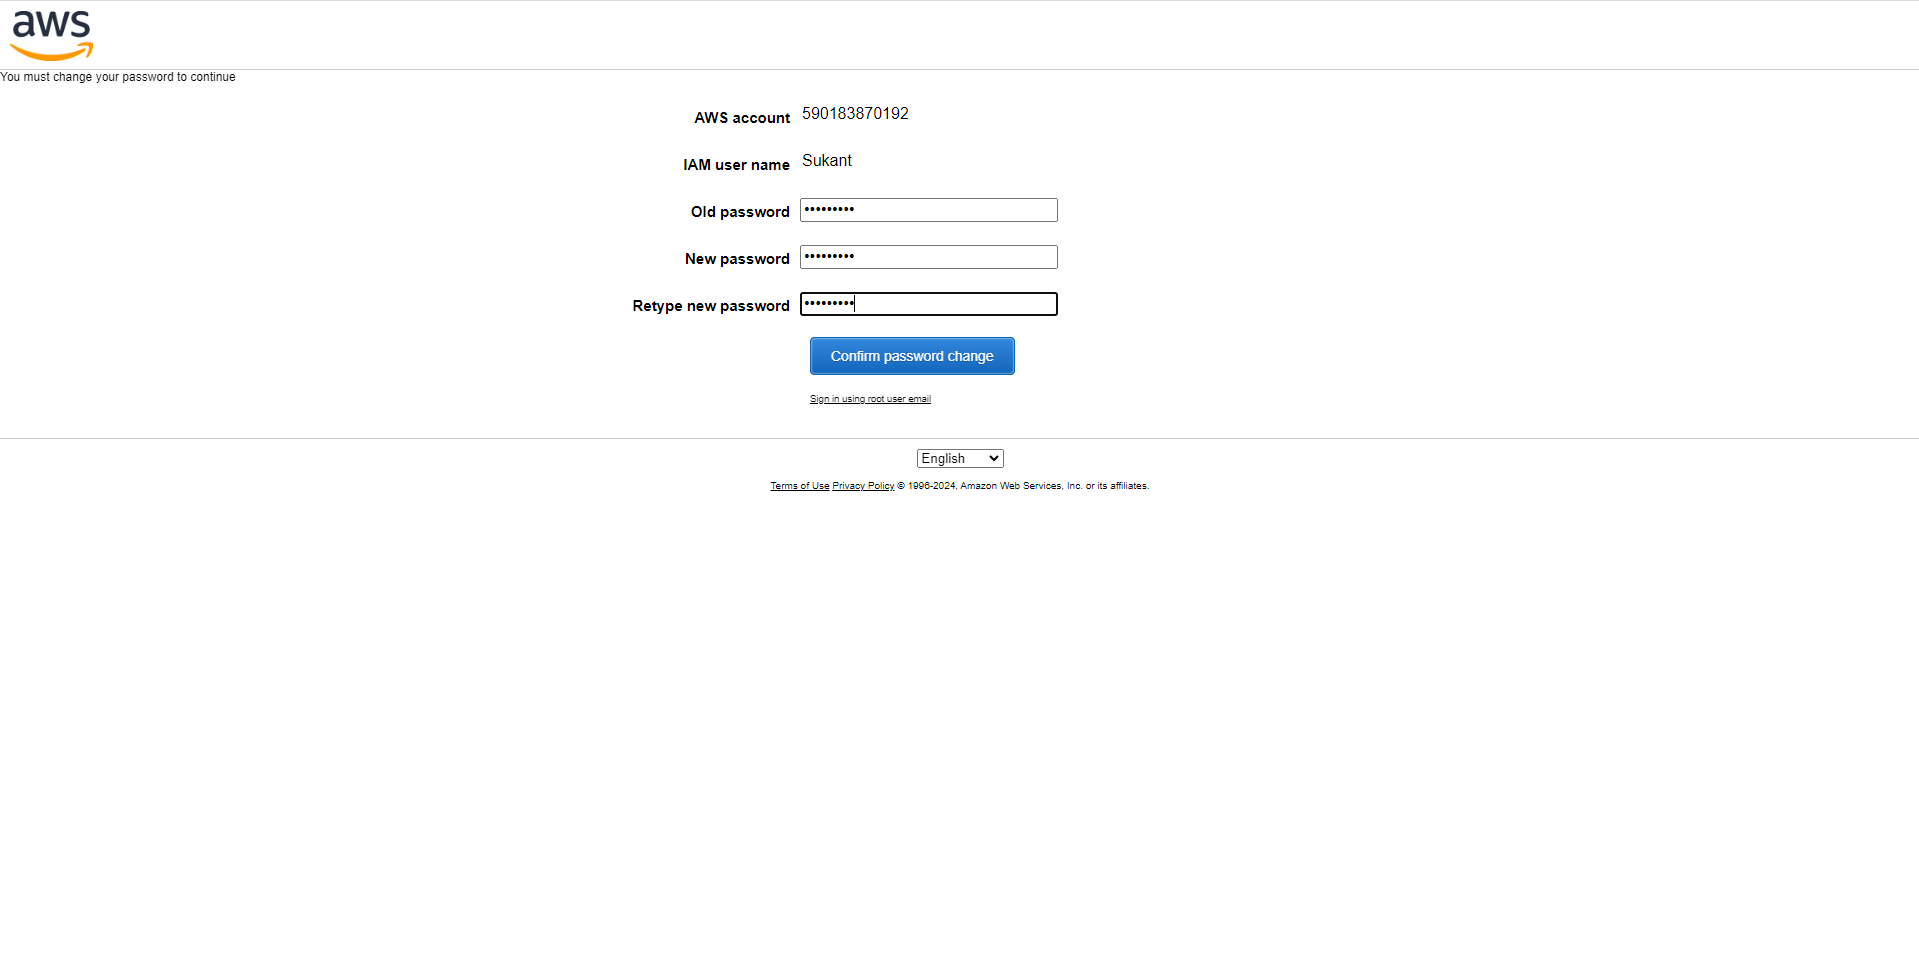 aws
You must change your password to continue
AWS account 590183870192
IAM user name Sukant
Old password •••••••••
New password •••••••••
Retype new password •••••••••
Confirm password change
Sign in using root user email
English
Terms of Use Privacy Policy © 1996-2024, Amazon Web Services, Inc. or its affiliates.